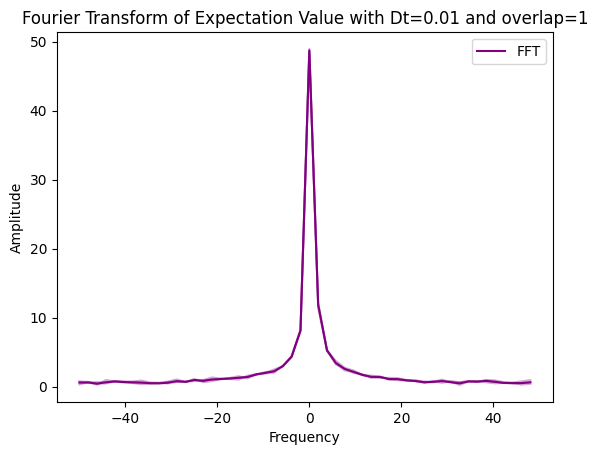 Fourier Transform of Expectation Value with Dt=0.01 and overlap=1
FFT
50
40
30
20
10
0
Amplitude
−40
−20
0
20
40
Frequency